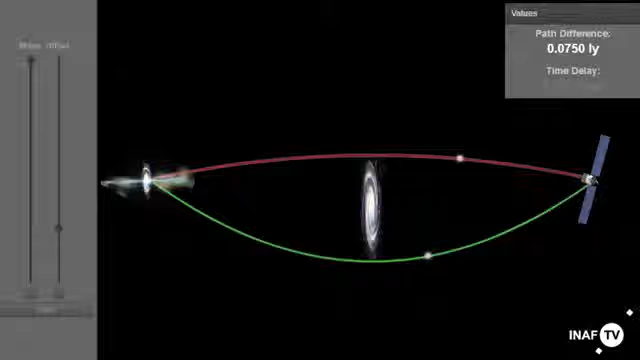 Values
Path Difference:
0.0750 ly
Time Delay:
INAF TV